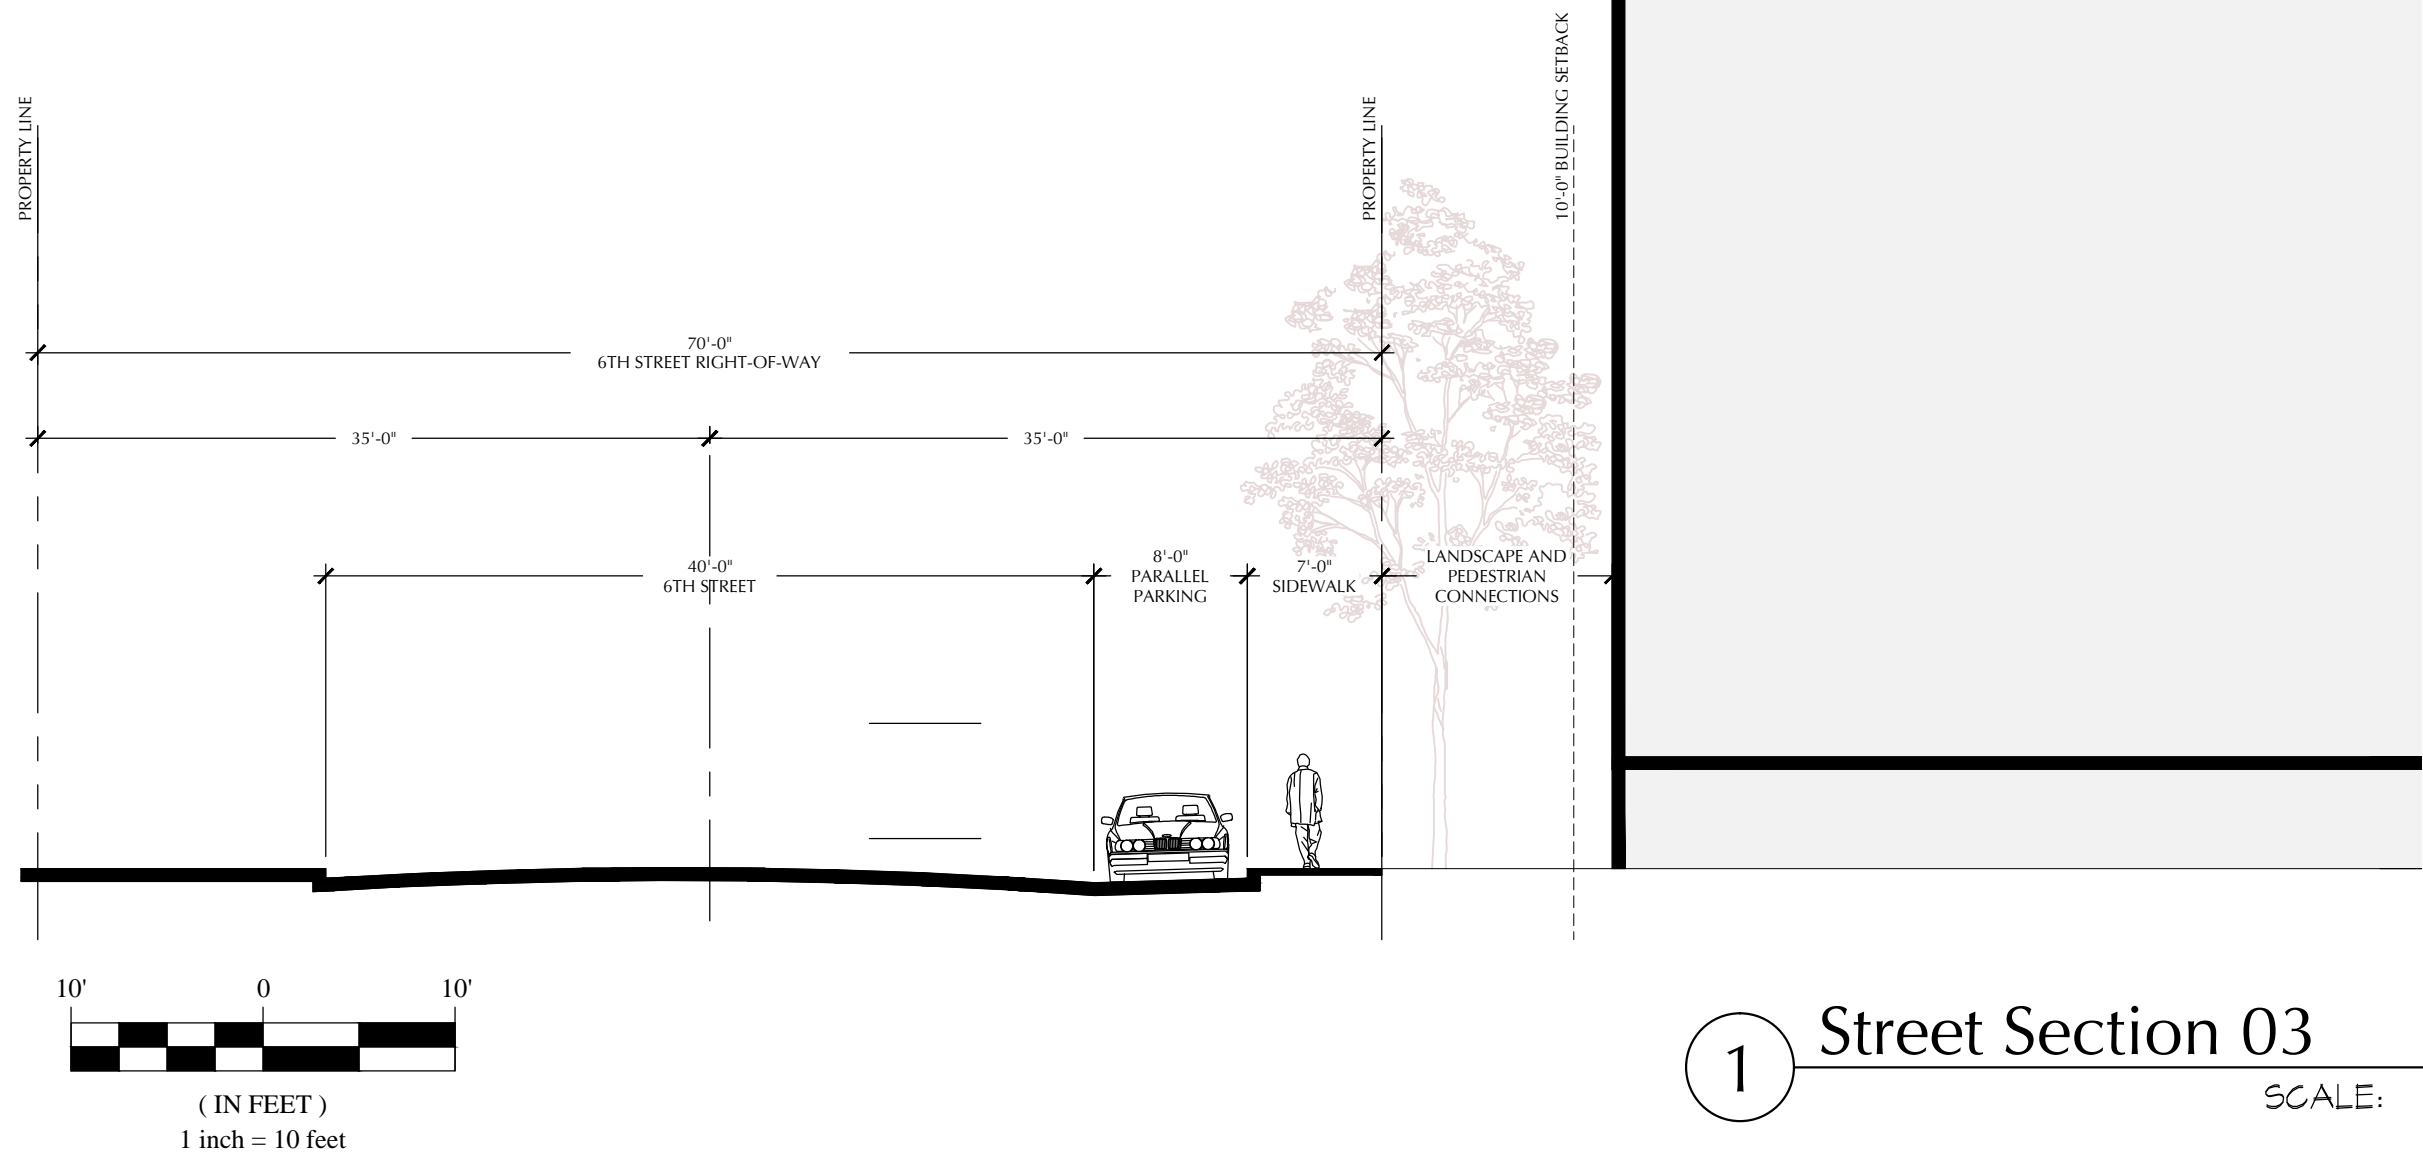 PROPERTY LINE
PROPERTY LINE
10'-0" BUILDING SETBACK
70'-0"
6TH STREET RIGHT-OF-WAY
35'-0"
35'-0"
40'-0"
6TH STREET
8'-0"
PARALLEL
PARKING
7'-0"
SIDEWALK
LANDSCAPE AND
PEDESTRIAN
CONNECTIONS
10' 0 10'
( IN FEET )
1 inch = 10 feet
1
Street Section 03
SCALE: